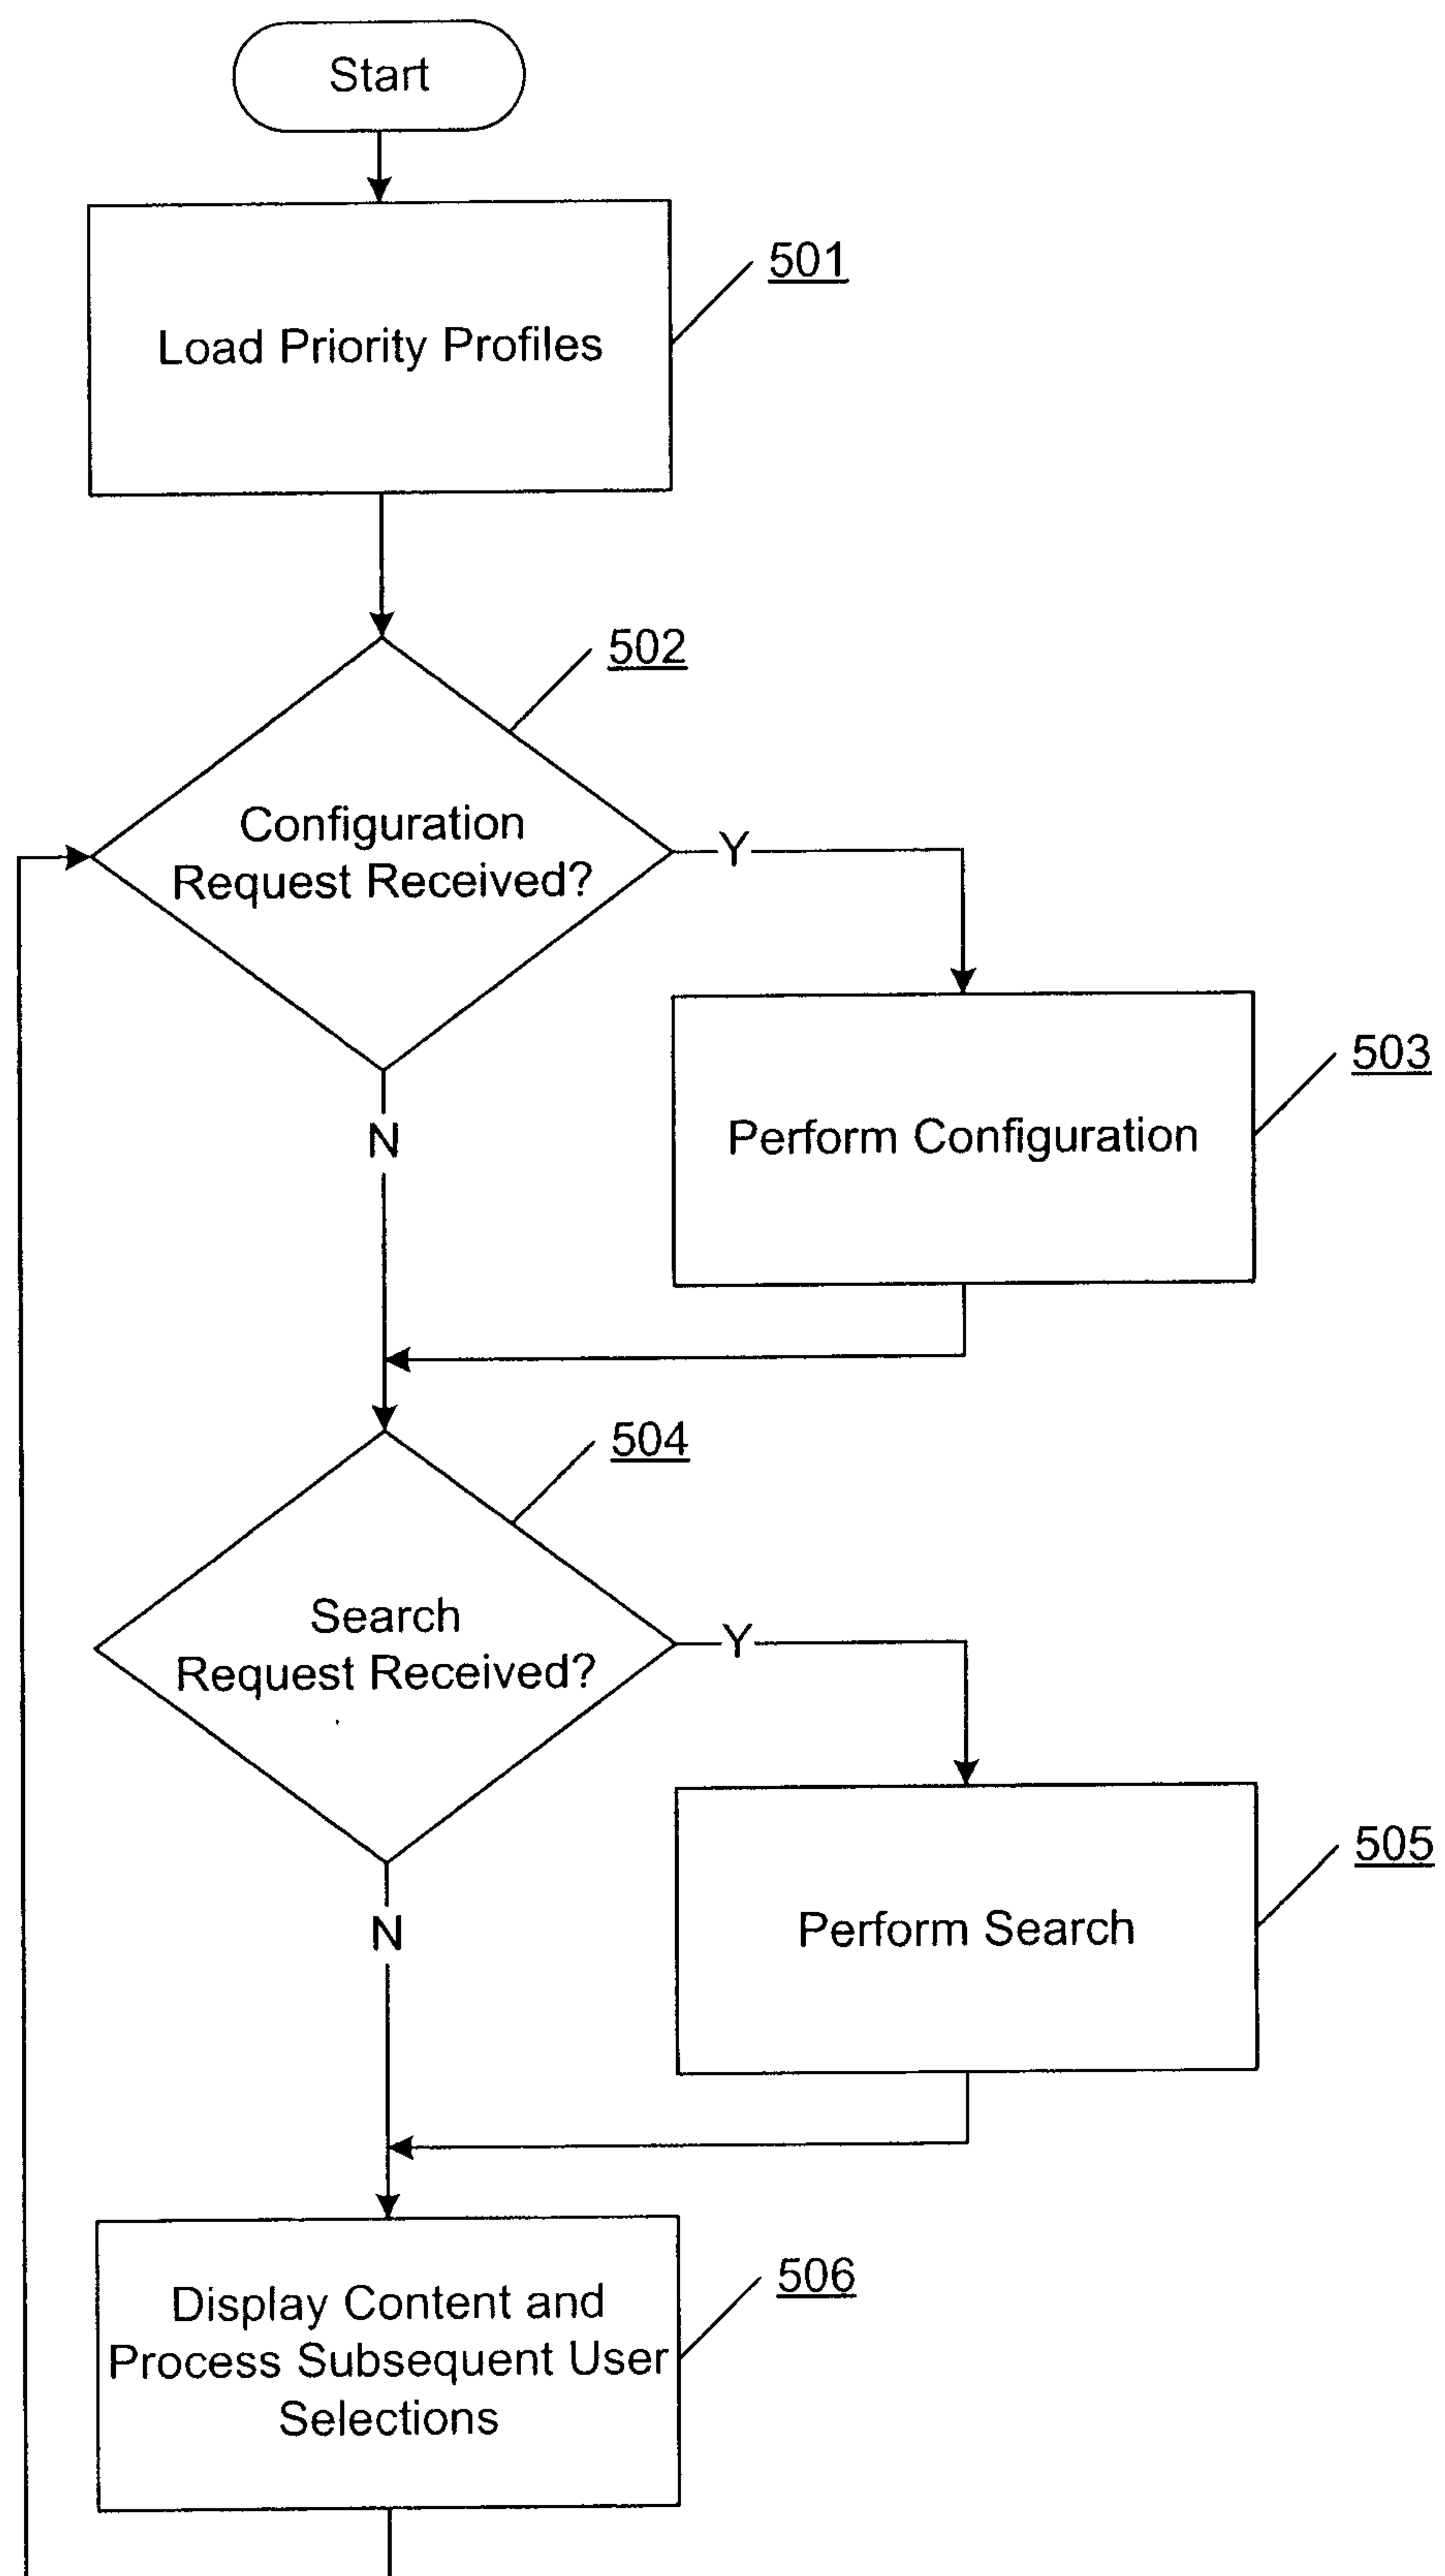 Start
Load Priority Profiles
501
502
Configuration
Request Received?
Y
N
503
Perform Configuration
504
Search
Request Received?
Y
N
505
Perform Search
506
Display Content and
Process Subsequent User
Selections